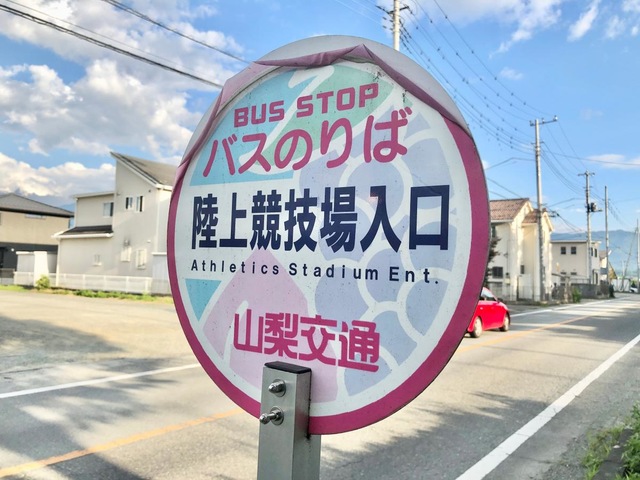 BUS STOP
バスのりば
陸上競技場入口
Athletics Stadium Ent.
山梨交通